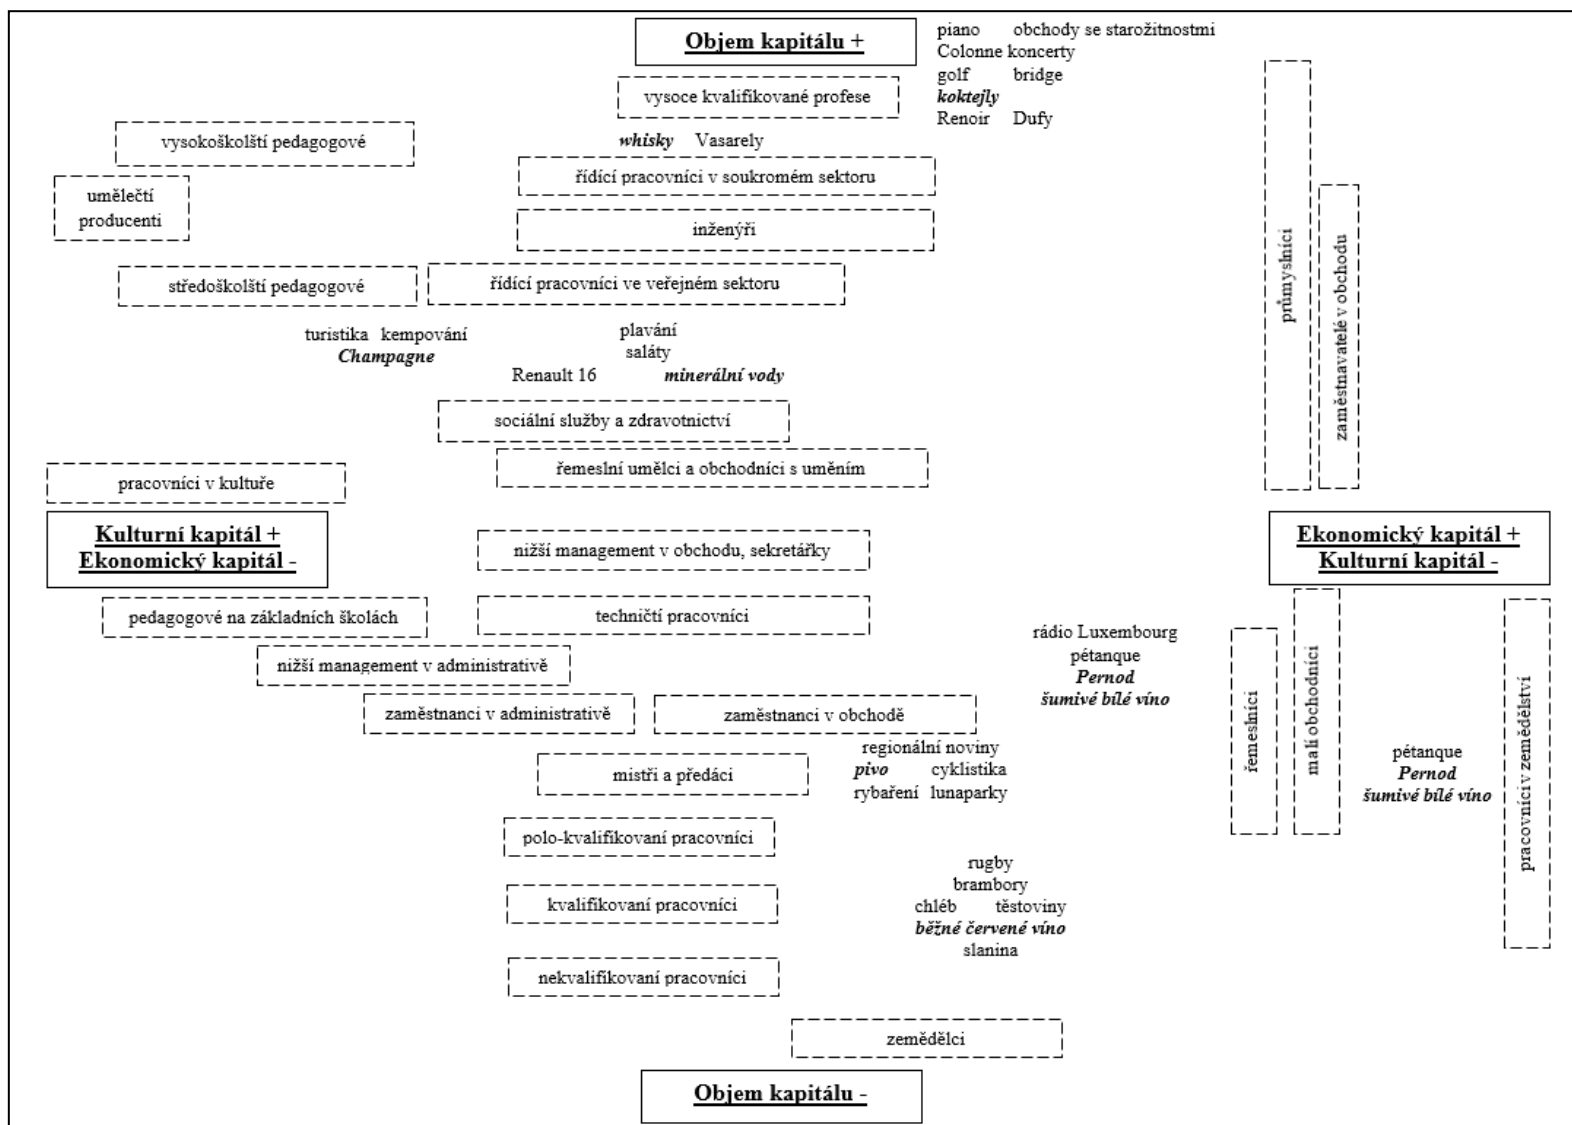 Objem kapitálu +
piano obchody se starožitnostmi
Colonne koncerty
golf bridge
koktejly
Renoir Dufy
vysoce kvalifikované profese
vysokoškolští pedagogové
whisky Vasarely
řídící pracovníci v soukromém sektoru
umělečtí
producenti
inženýři
průmyslníci
zaměstnavatelé v obchodu
středoškolští pedagogové
řídící pracovníci ve veřejném sektoru
turistika kempování
Champagne
plavání
saláty
Renault 16 minerální vody
sociální služby a zdravotnictví
řemeslní umělci a obchodníci s uměním
pracovníci v kultuře
Kulturní kapitál +
Ekonomický kapitál -
nižší management v obchodu, sekretářky
Ekonomický kapitál +
Kulturní kapitál -
pedagogové na základních školách
techničtí pracovníci
nižší management v administrativě
rádio Luxembourg
pétanque
Pernod
šumivé bílé víno
řemeslníci
malí obchodníci
pétanque
Pernod
šumivé bílé víno
pracovníci v zemědělství
zaměstnanci v administrativě
zaměstnanci v obchodě
mistři a předáci
regionální noviny
pivo cyklistika
rybaření lunaparky
polo-kvalifikovaní pracovníci
rugby
brambory
chléb těstoviny
běžné červené víno
slanina
kvalifikovaní pracovníci
nekvalifikovaní pracovníci
zemědělci
Objem kapitálu -